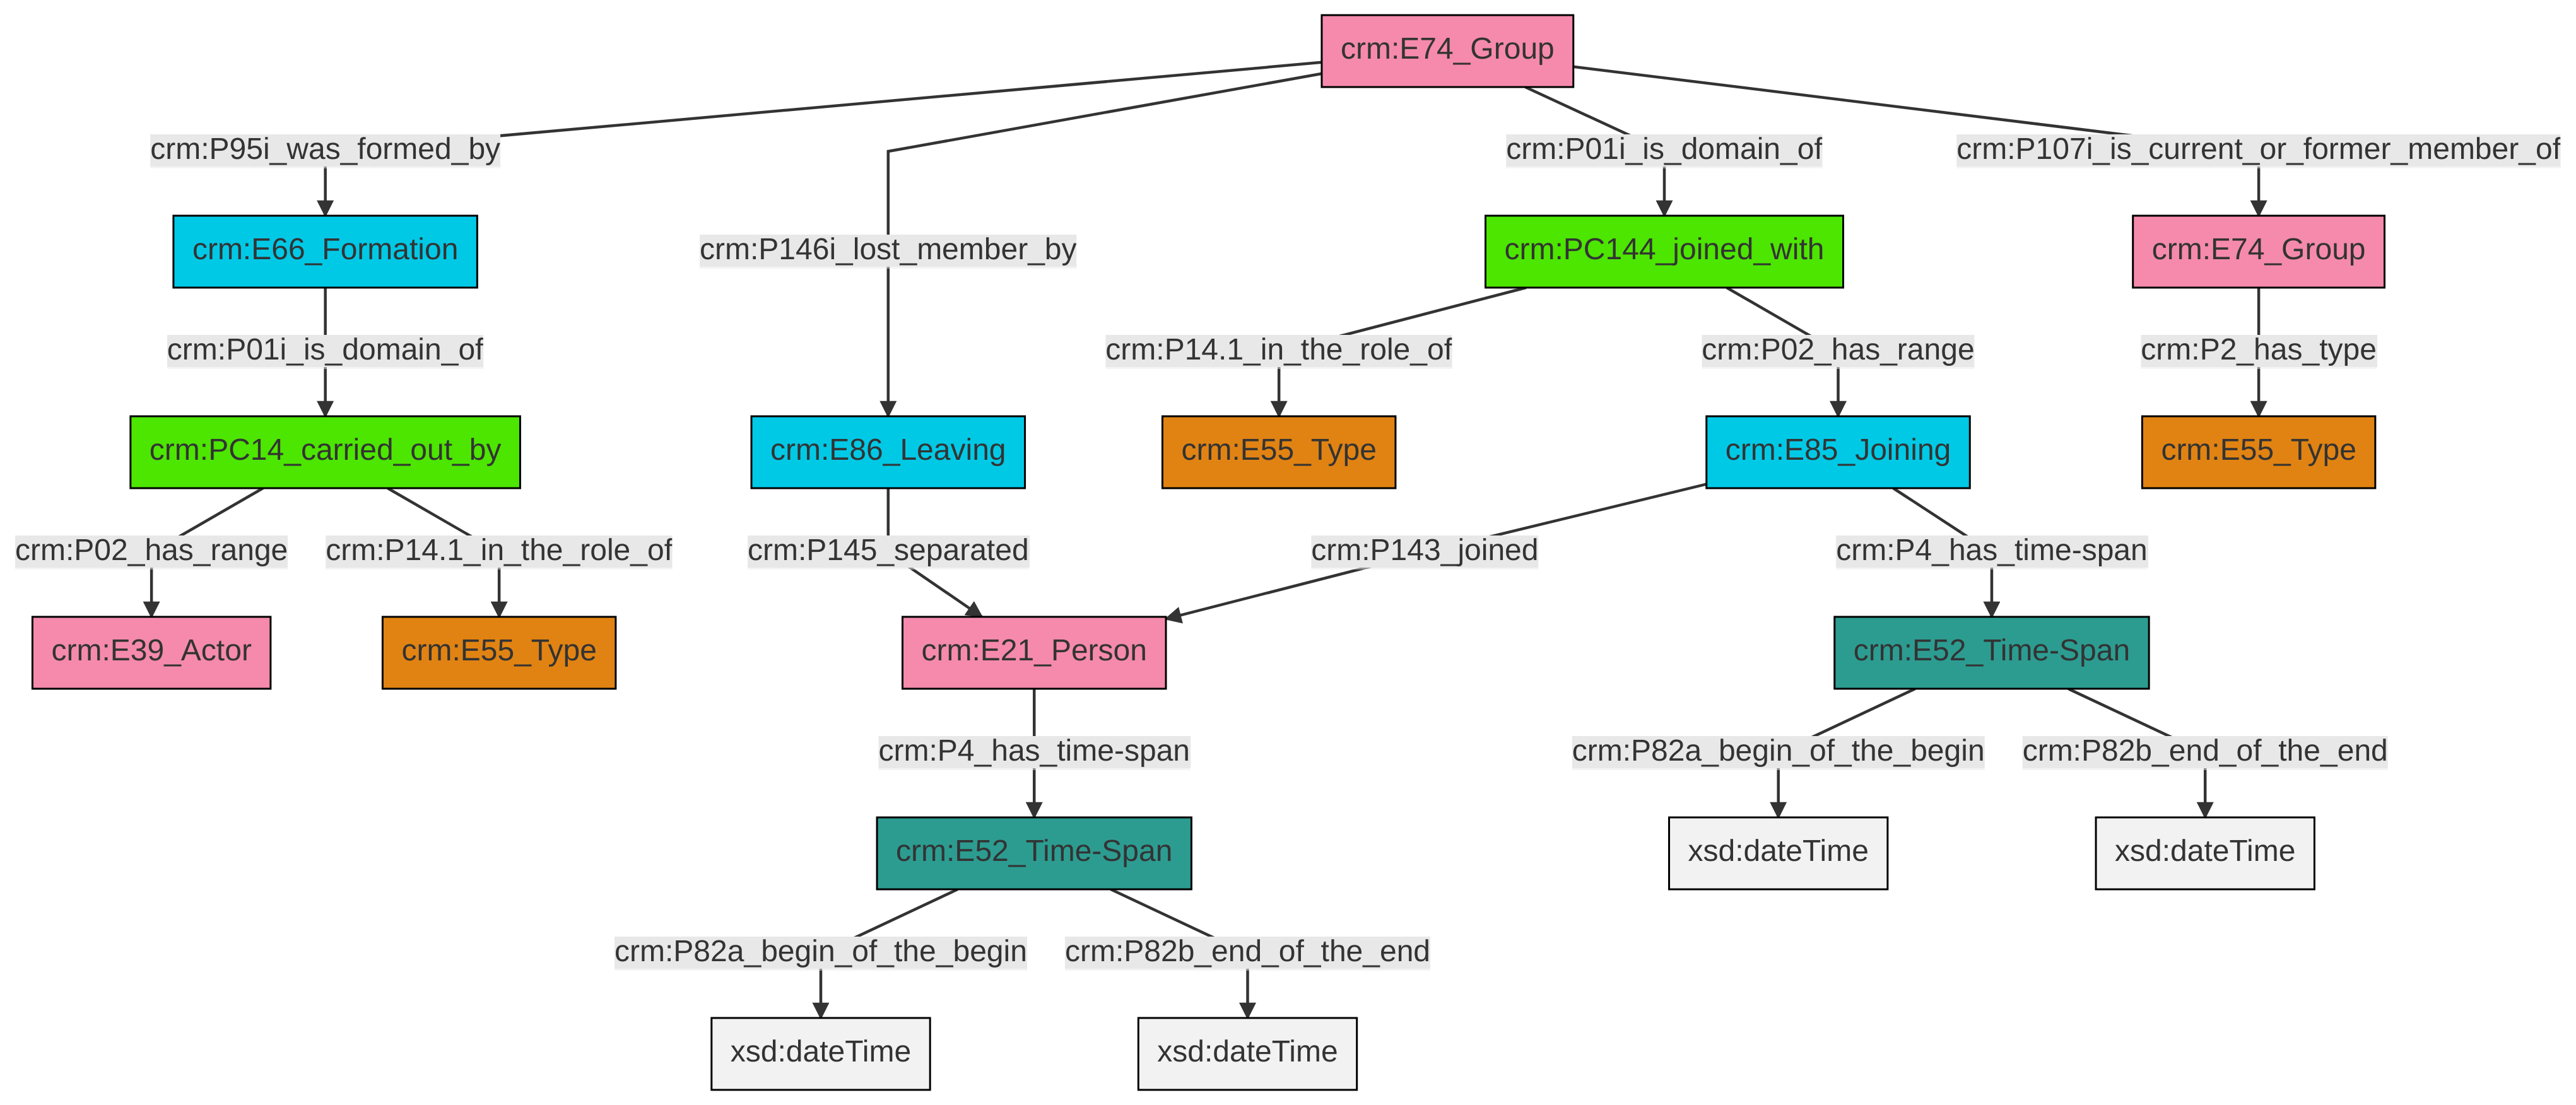 crm:E74_Group
crm:P95i_was_formed_by
crm:P01i_is_domain_of
crm:P107i_is_current_or_former_member_of
crm:E66_Formation
crm:P146i_lost_member_by
crm:PC144_joined_with
crm:E74_Group
crm:P01i_is_domain_of
crm:P14.1_in_the_role_of
crm:P02_has_range
crm:P2_has_type
crm:PC14_carried_out_by
crm:E86_Leaving
crm:E55_Type
crm:E85_Joining
crm:E55_Type
crm:P02_has_range
crm:P14.1_in_the_role_of
crm:P145_separated
crm:P143_joined
crm:P4_has_time-span
crm:E39_Actor
crm:E55_Type
crm:E21_Person
crm:E52_Time-Span
crm:P4_has_time-span
crm:P82a_begin_of_the_begin
crm:P82b_end_of_the_end
crm:E52_Time-Span
xsd:dateTime
xsd:dateTime
crm:P82a_begin_of_the_begin
crm:P82b_end_of_the_end
xsd:dateTime
xsd:dateTime